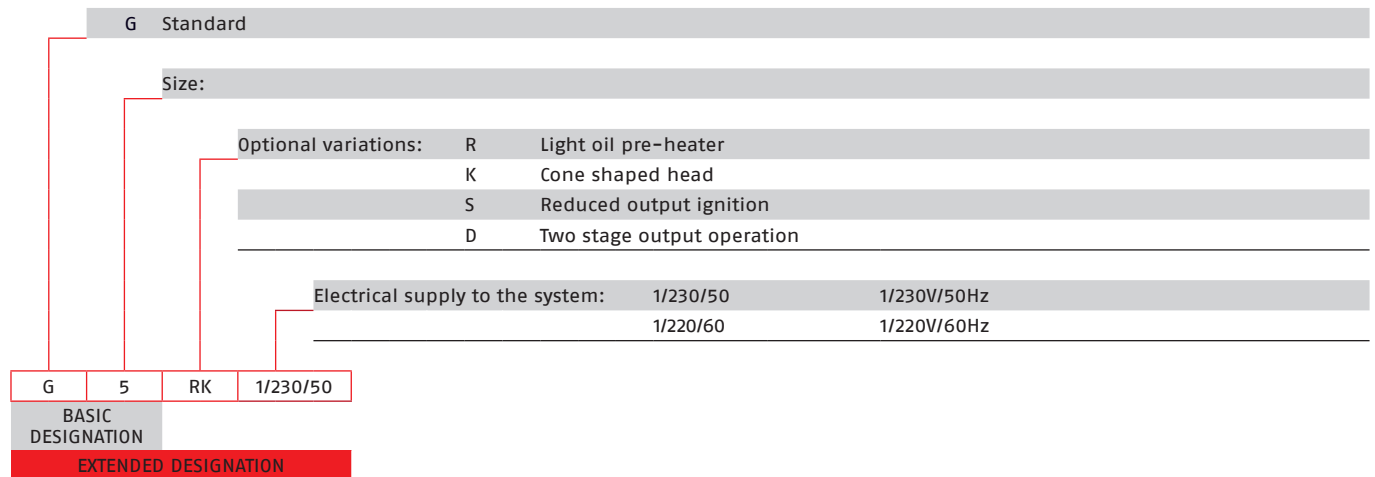 G Standard
Size:
Optional variations: R Light oil pre-heater
K Cone shaped head
S Reduced output ignition
D Two stage output operation
Electrical supply to the system: 1/230/50 1/230V/50Hz
1/220/60 1/220V/60Hz
G 5 RK 1/230/50
BASIC
DESIGNATION
EXTENDED DESIGNATION